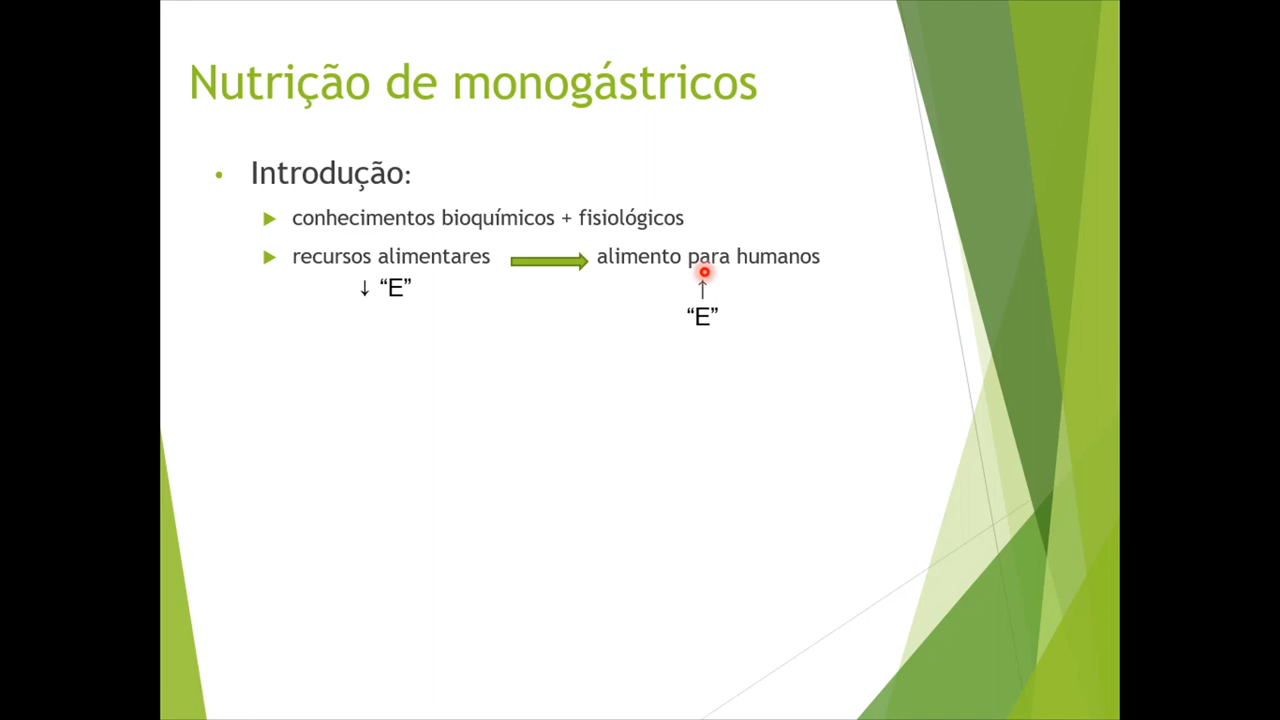 Nutrição de monogástricos
• Introdução:
▶ conhecimentos bioquímicos + fisiológicos
▶ recursos alimentares alimento para humanos
↓ “E” ↑
“E”